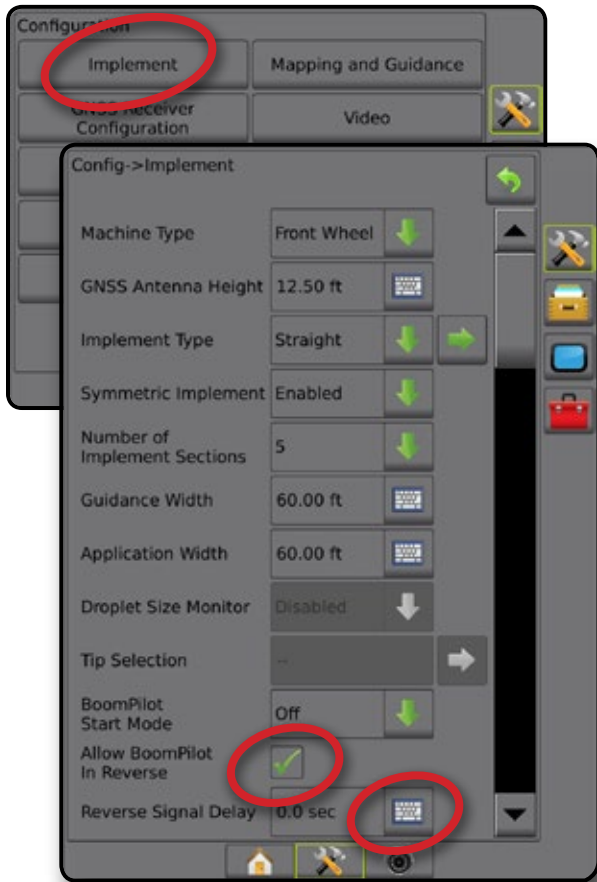 Configuration
Implement
Mapping and Guidance
GNSS Receiver
Configuration
Video
Config->Implement
Machine Type
Front Wheel
GNSS Antenna Height
12.50 ft
Implement Type
Straight
Symmetric Implement
Enabled
Number of
Implement Sections
5
Guidance Width
60.00 ft
Application Width
60.00 ft
Droplet Size Monitor
Disabled
Tip Selection
--
BoomPilot
Start Mode
Off
Allow BoomPilot
In Reverse
Reverse Signal Delay
0.0 sec